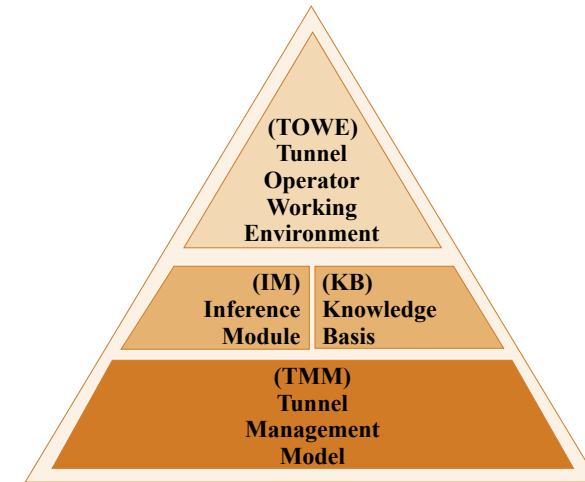 (TOWE)
Tunnel
Operator
Working
Environment
(IM)
Inference
Module
(KB)
Knowledge
Basis
(TMM)
Tunnel
Management
Model